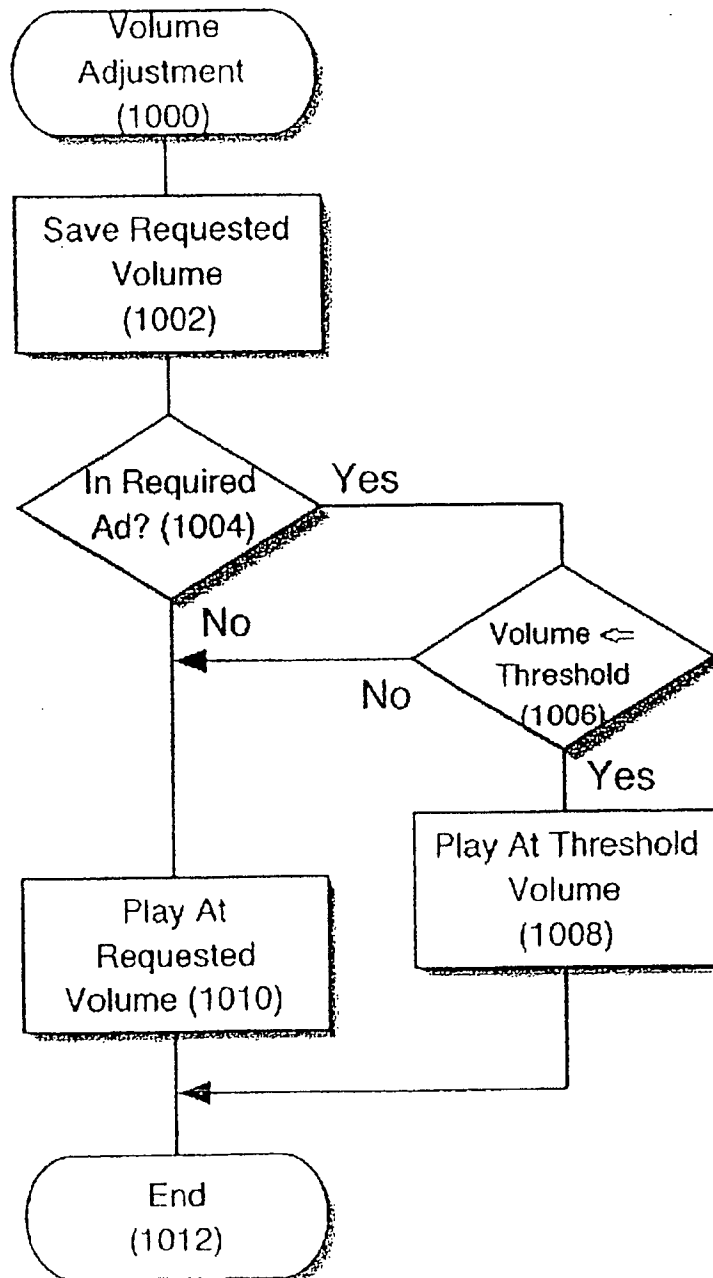 Volume
Adjustment
(1000)
Save Requested
Volume
(1002)
In Required
Ad? (1004)
Yes
No
Volume <=
Threshold
(1006)
No
Yes
Play At Threshold
Volume
(1008)
Play At
Requested
Volume (1010)
End
(1012)